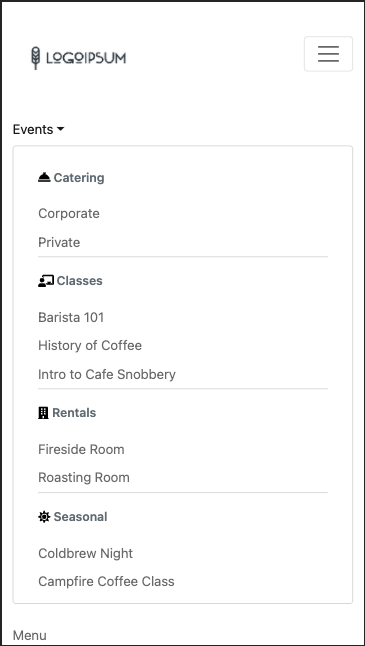 LOGOIPSUM
Events
Catering
Corporate
Private
Classes
Barista 101
History of Coffee
Intro to Cafe Snobbery
Rentals
Fireside Room
Roasting Room
Seasonal
Coldbrew Night
Campfire Coffee Class
Menu